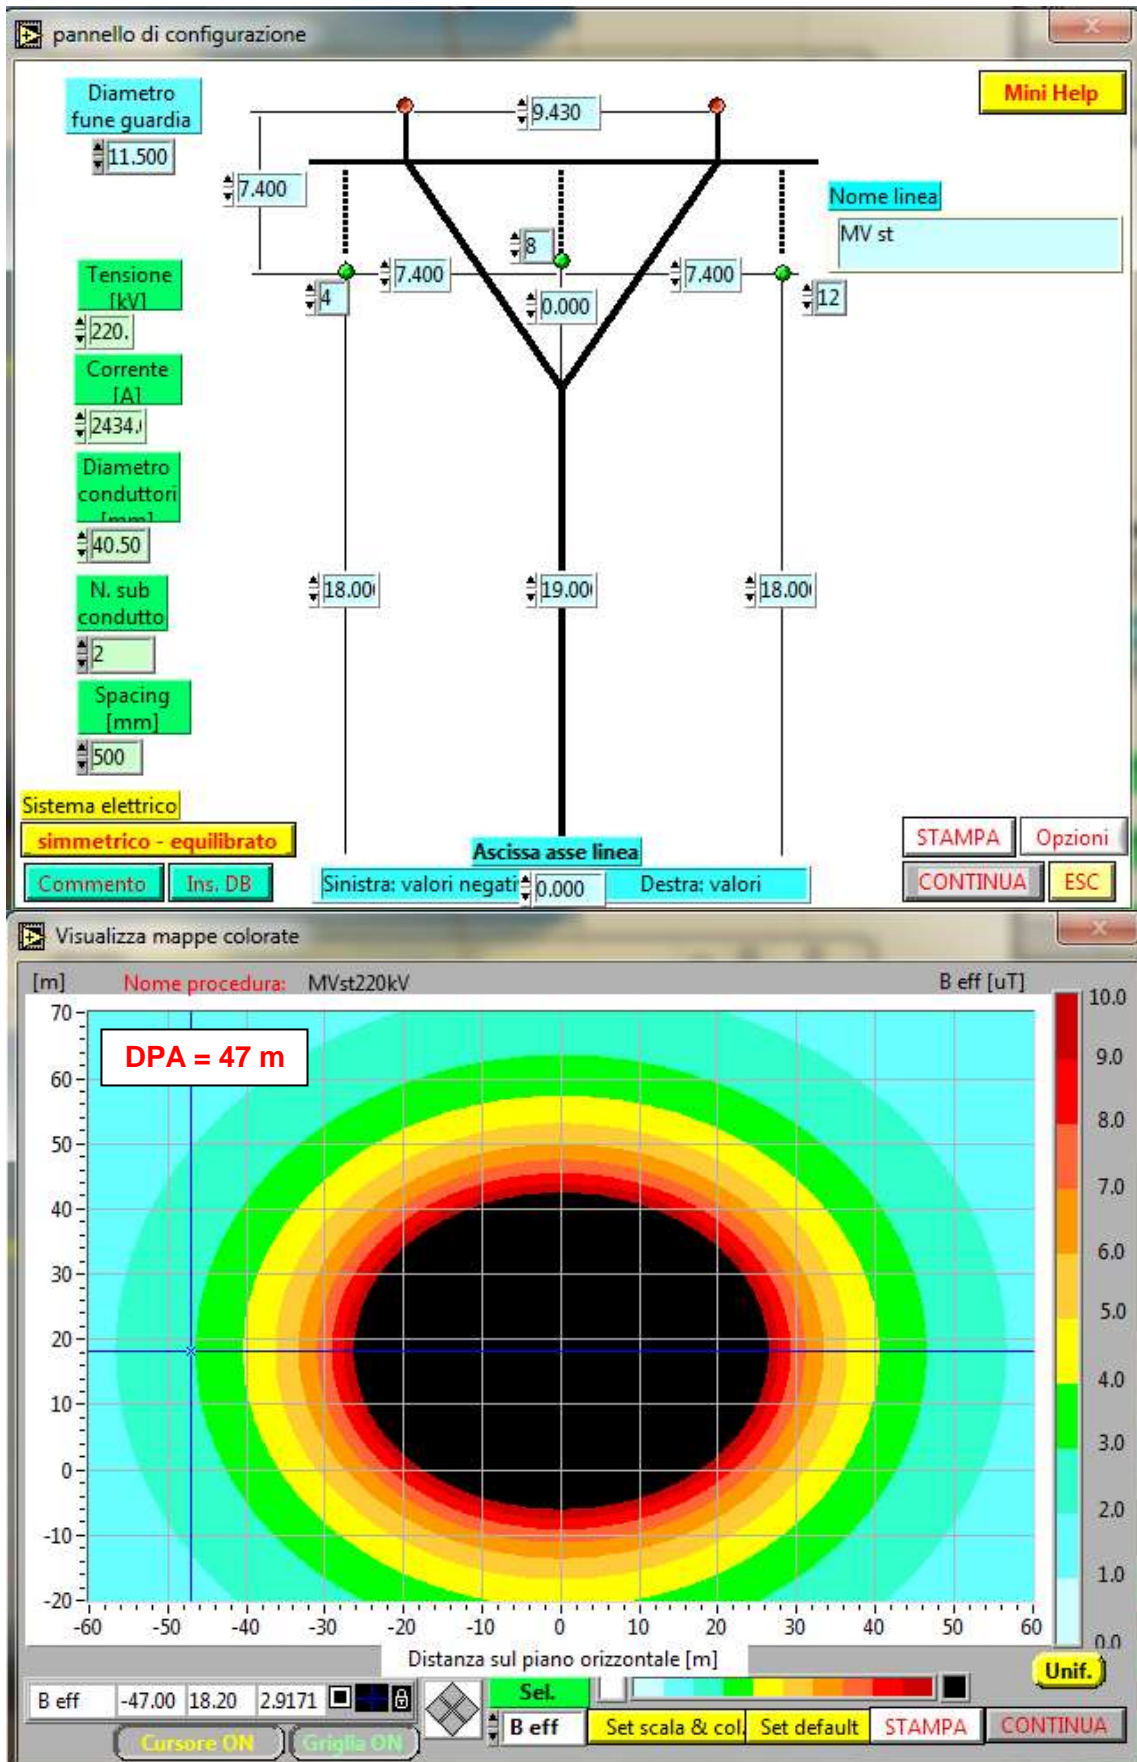 pannello di configurazione
Diametro
fune guardia
11.500
9.430
Mini Help
7.400
Nome linea
MV st
8
Tensione
[kV]
220.
7.400
7.400
4
0.000
12
Corrente
[A]
2434.
Diametro
conduttori
[mm]
40.50
18.00
19.00
18.00
N. sub
condutto
2
Spacing
[mm]
500
Sistema elettrico
simmetrico - equilibrato
STAMPA
Opzioni
Ascissa asse linea
Commento
Ins. DB
Sinistra: valori negati
0.000
Destra: valori
CONTINUA
ESC
Visualizza mappe colorate
[m]
Nome procedura:
MVst220kV
B eff [uT]
DPA = 47 m
70
60
50
40
30
20
10
0
-10
-20
10.0
9.0
8.0
7.0
6.0
5.0
4.0
3.0
2.0
1.0
0.0
-60 -50 -40 -30 -20 -10 0 10 20 30 40 50 60
Distanza sul piano orizzontale [m]
Unif.
B eff
-47.00
18.20
2.9171
Sel.
B eff
Set scala & col.
Set default
STAMPA
CONTINUA
Cursore ON
Griglia ON